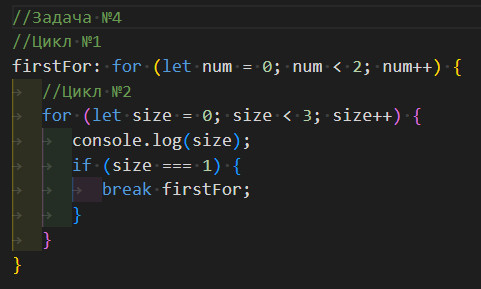 //Задача №4
//Цикл №1
firstFor: for (let num = 0; num < 2; num++) {
//Цикл №2
for (let size = 0; size < 3; size++) {
console.log(size);
if (size === 1) {
break firstFor;
}
}
}